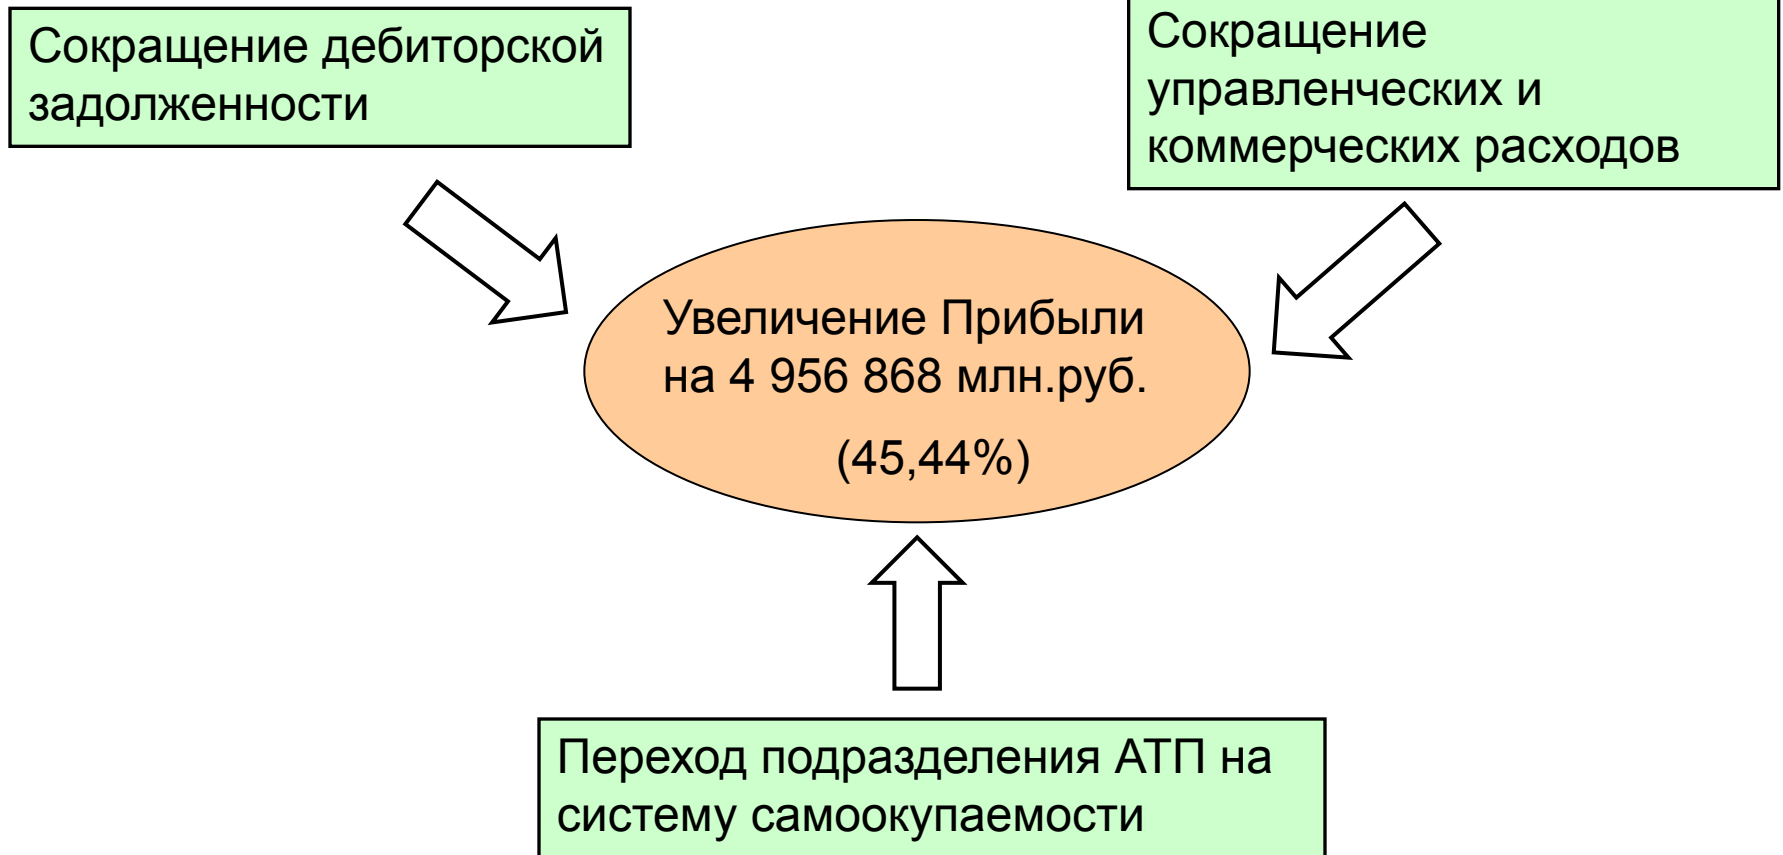 Сокращение дебиторской
задолженности
Сокращение
управленческих и
коммерческих расходов
Увеличение Прибыли
на 4 956 868 млн.руб.
(45,44%)
Переход подразделения АТП на
систему самоокупаемости